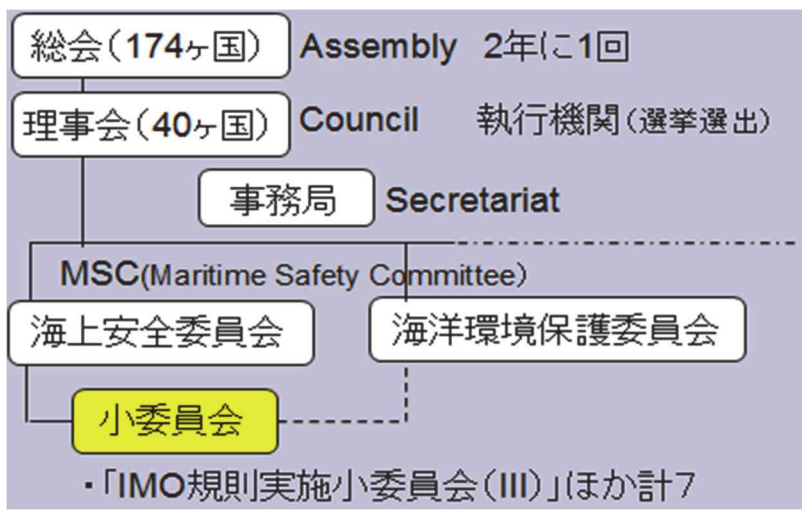 総会(174ヶ国) Assembly 2年に1回
理事会(40ヶ国) Council 執行機関(選挙選出)
事務局 Secretariat
MSC(Maritime Safety Committee)
海上安全委員会 海洋環境保護委員会
小委員会
・「IMO規則実施小委員会(III)」ほか計7